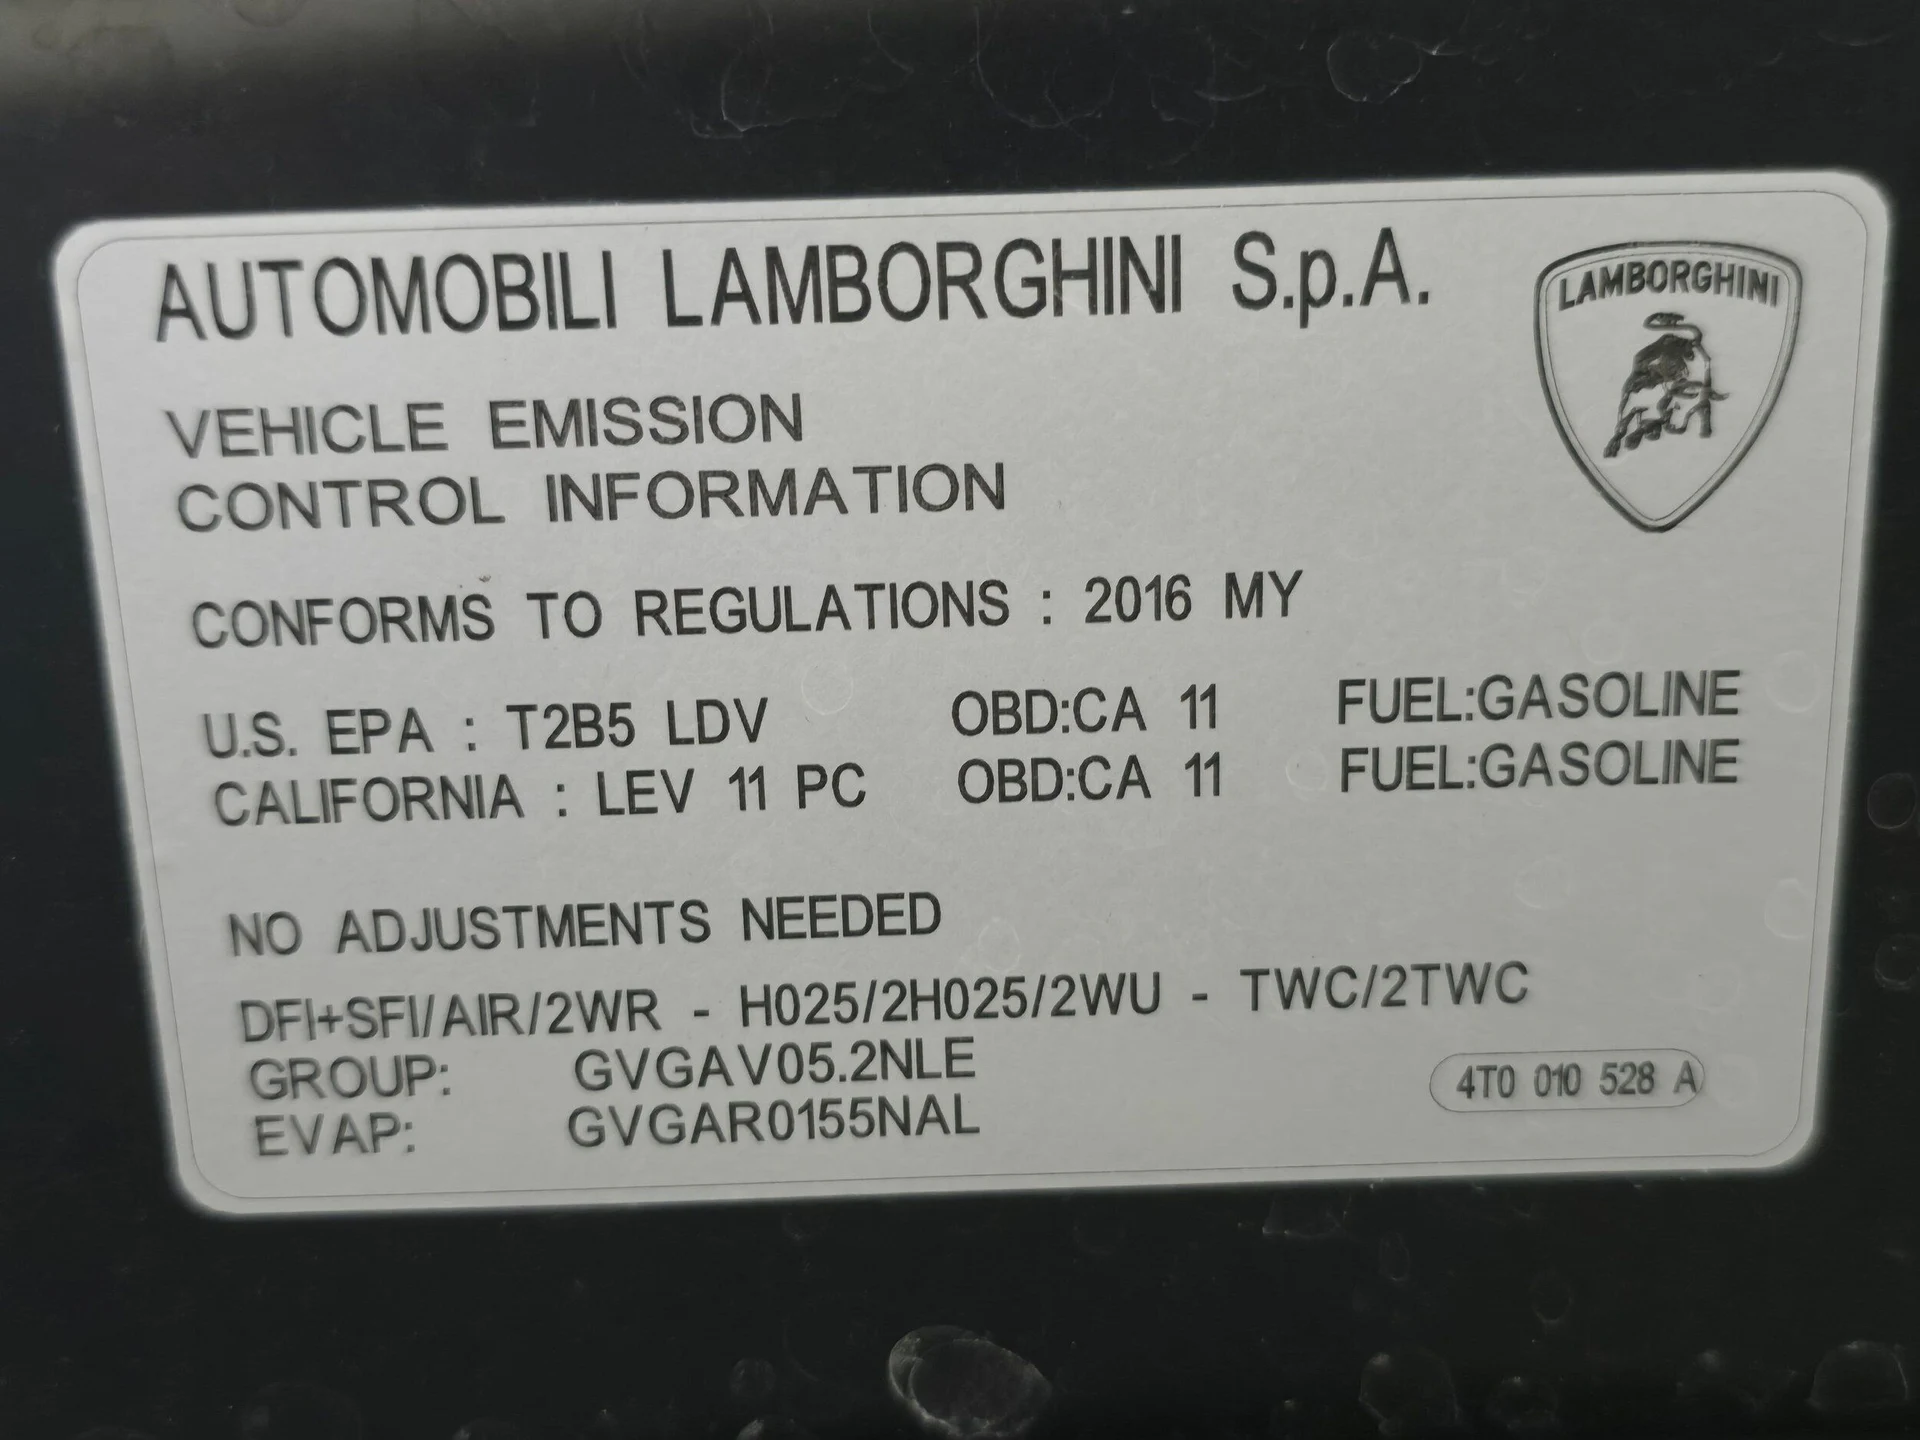 AUTOMOBILI LAMBORGHINI S.p.A.
LAMBORGHINI
VEHICLE EMISSION
CONTROL INFORMATION
CONFORMS TO REGULATIONS : 2016 MY
U.S. EPA : T2B5 LDV OBD:CA 11 FUEL:GASOLINE
CALIFORNIA : LEV 11 PC OBD:CA 11 FUEL:GASOLINE
NO ADJUSTMENTS NEEDED
DFI+SFI/AIR/2WR - HO25/2HO25/2WU - TWC/2TWC
GROUP: GVGAV05.2NLE
EVAP: GVGAR0155NAL
4T0 010 528 A